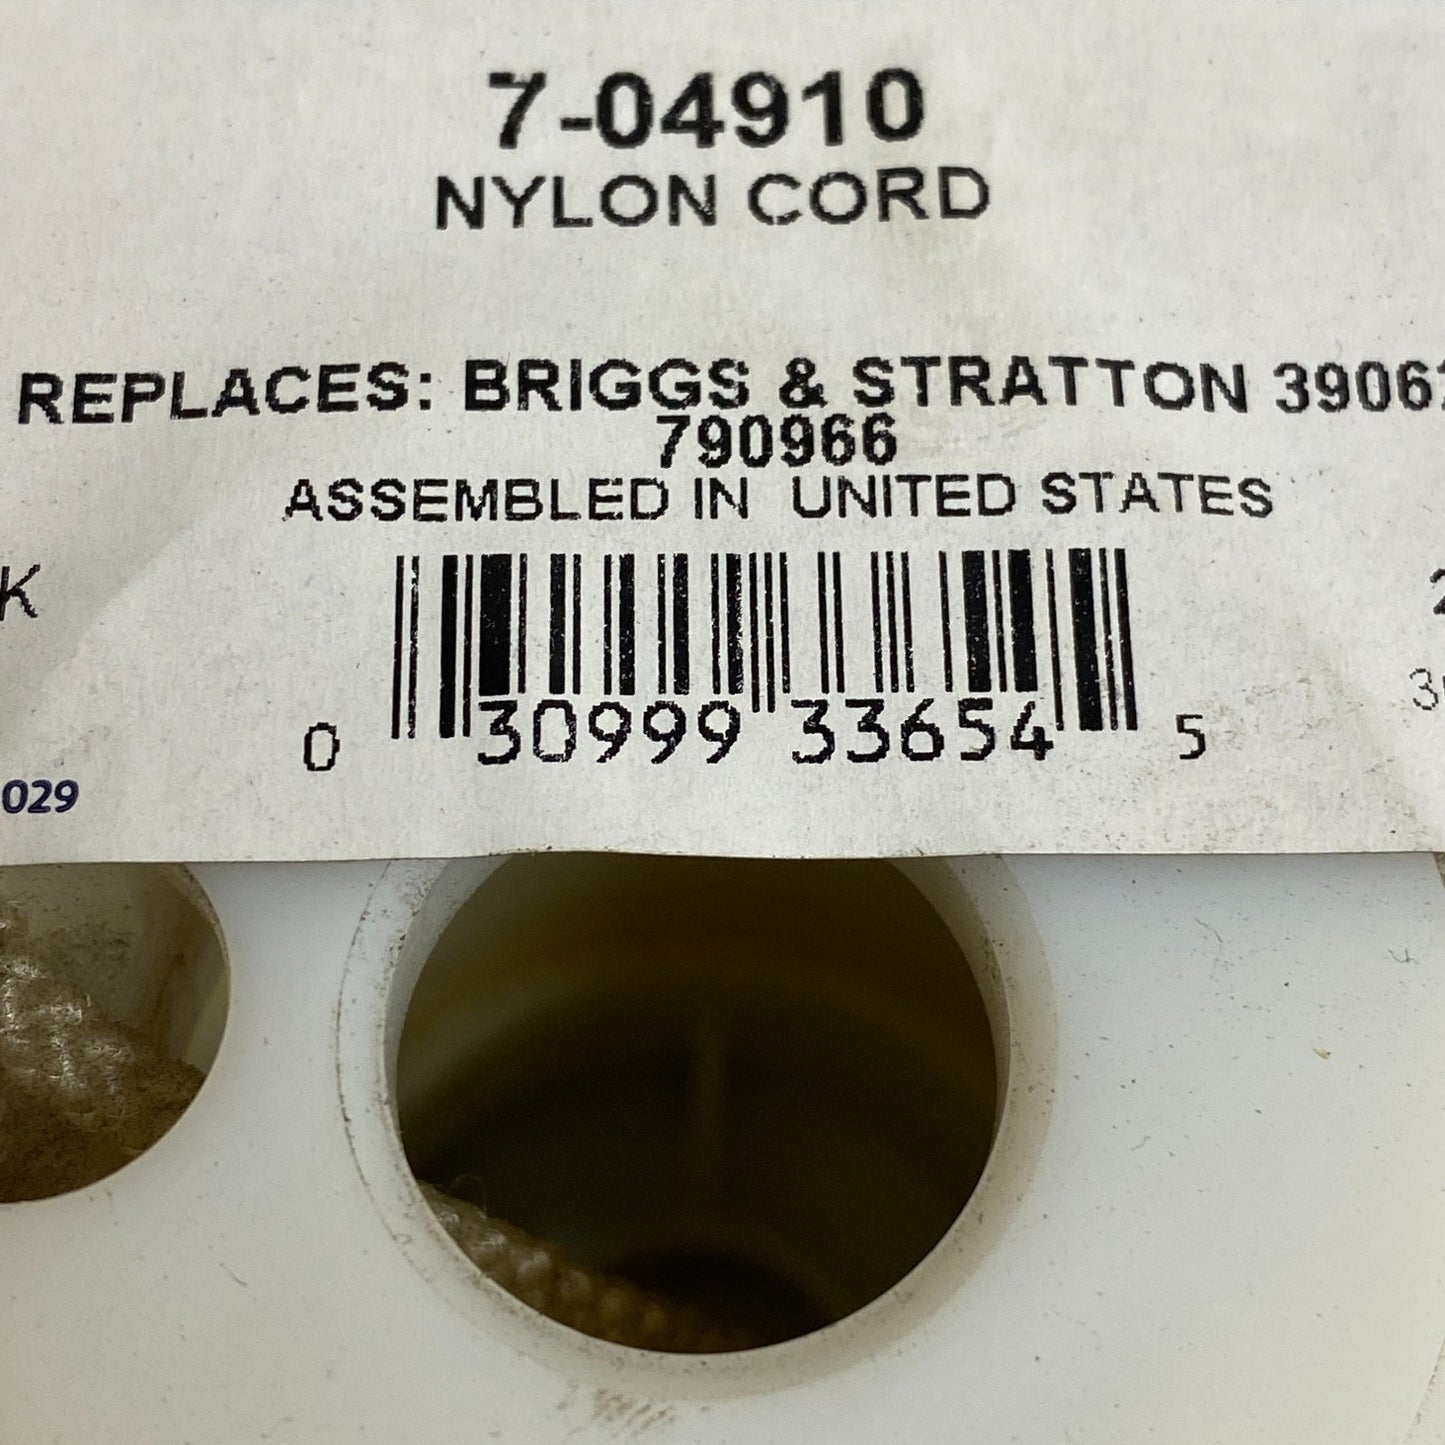 7-04910
NYLON CORD
REPLACES: BRIGGS & STRATTON
790966
ASSEMBLED IN UNITED STATES
K
0 30999 33654 5
029